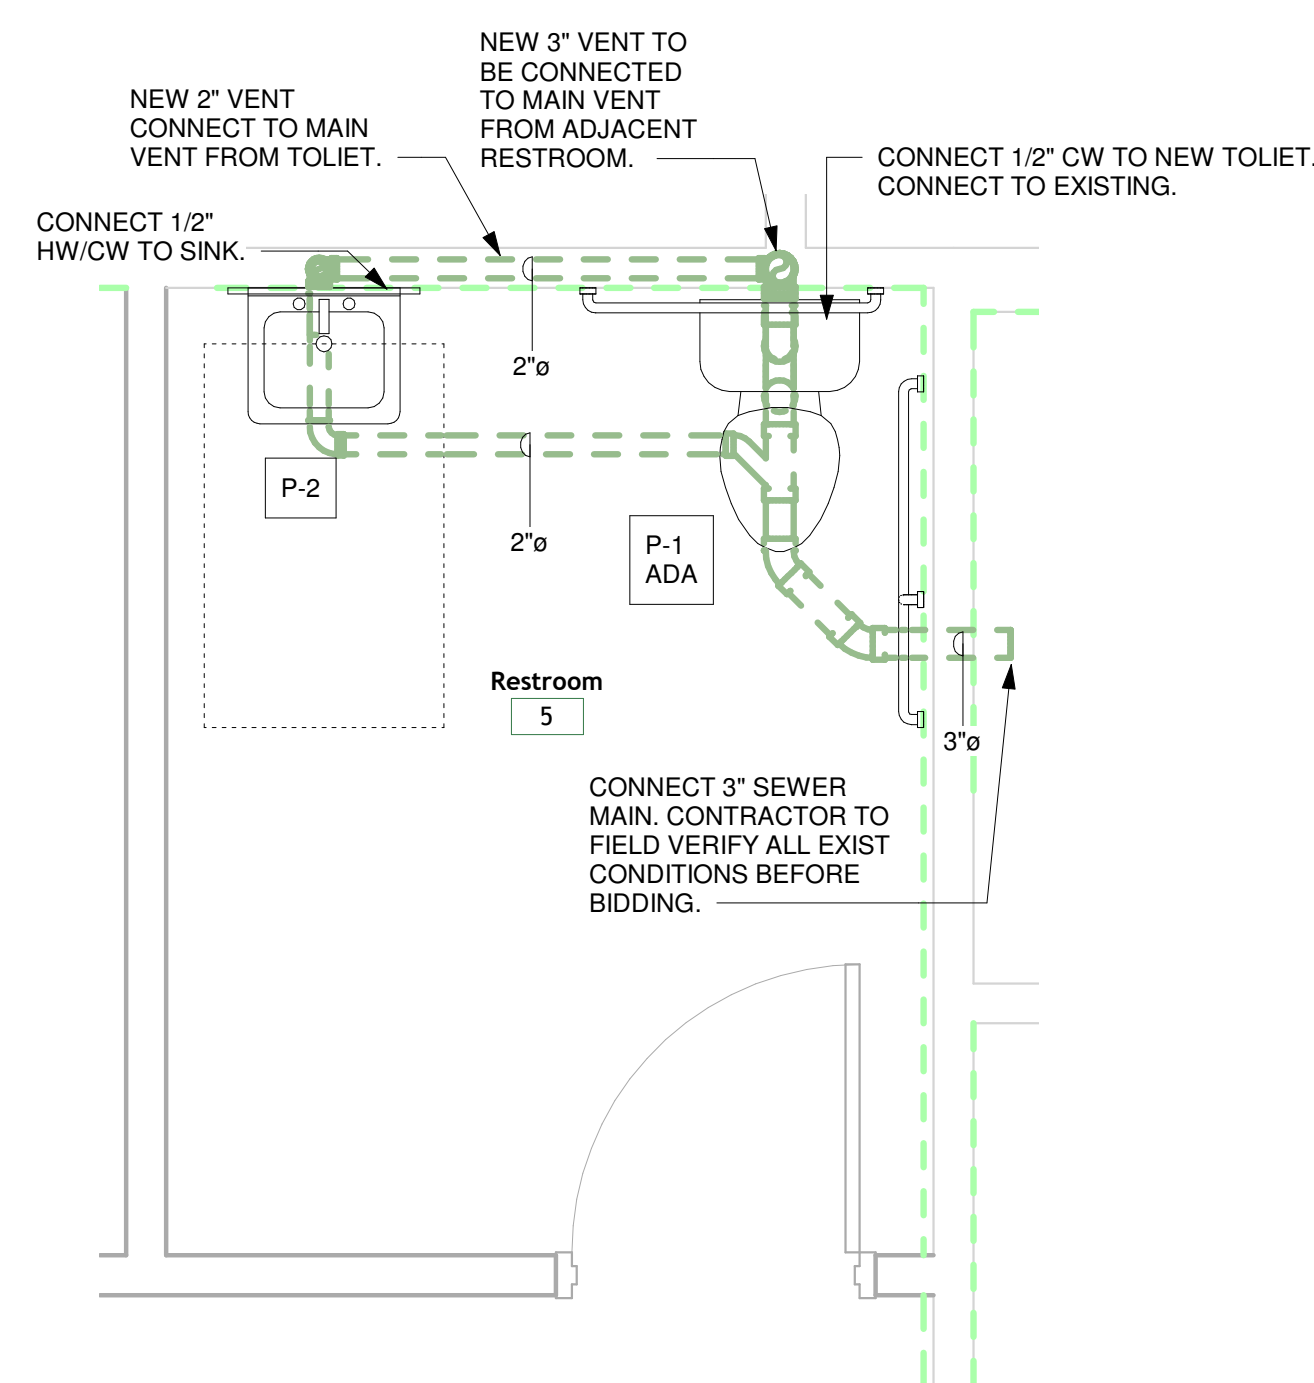 NEW 3" VENT TO
BE CONNECTED
TO MAIN VENT
FROM ADJACENT
RESTROOM.
NEW 2" VENT
CONNECT TO MAIN
VENT FROM TOLIET.
CONNECT 1/2" CW TO NEW TOLIET.
CONNECT TO EXISTING.
CONNECT 1/2"
HW/CW TO SINK.
2"ø
2"ø
P-2
P-1
ADA
Restroom
5
3"ø
CONNECT 3" SEWER
MAIN. CONTRACTOR TO
FIELD VERIFY ALL EXIST
CONDITIONS BEFORE
BIDDING.